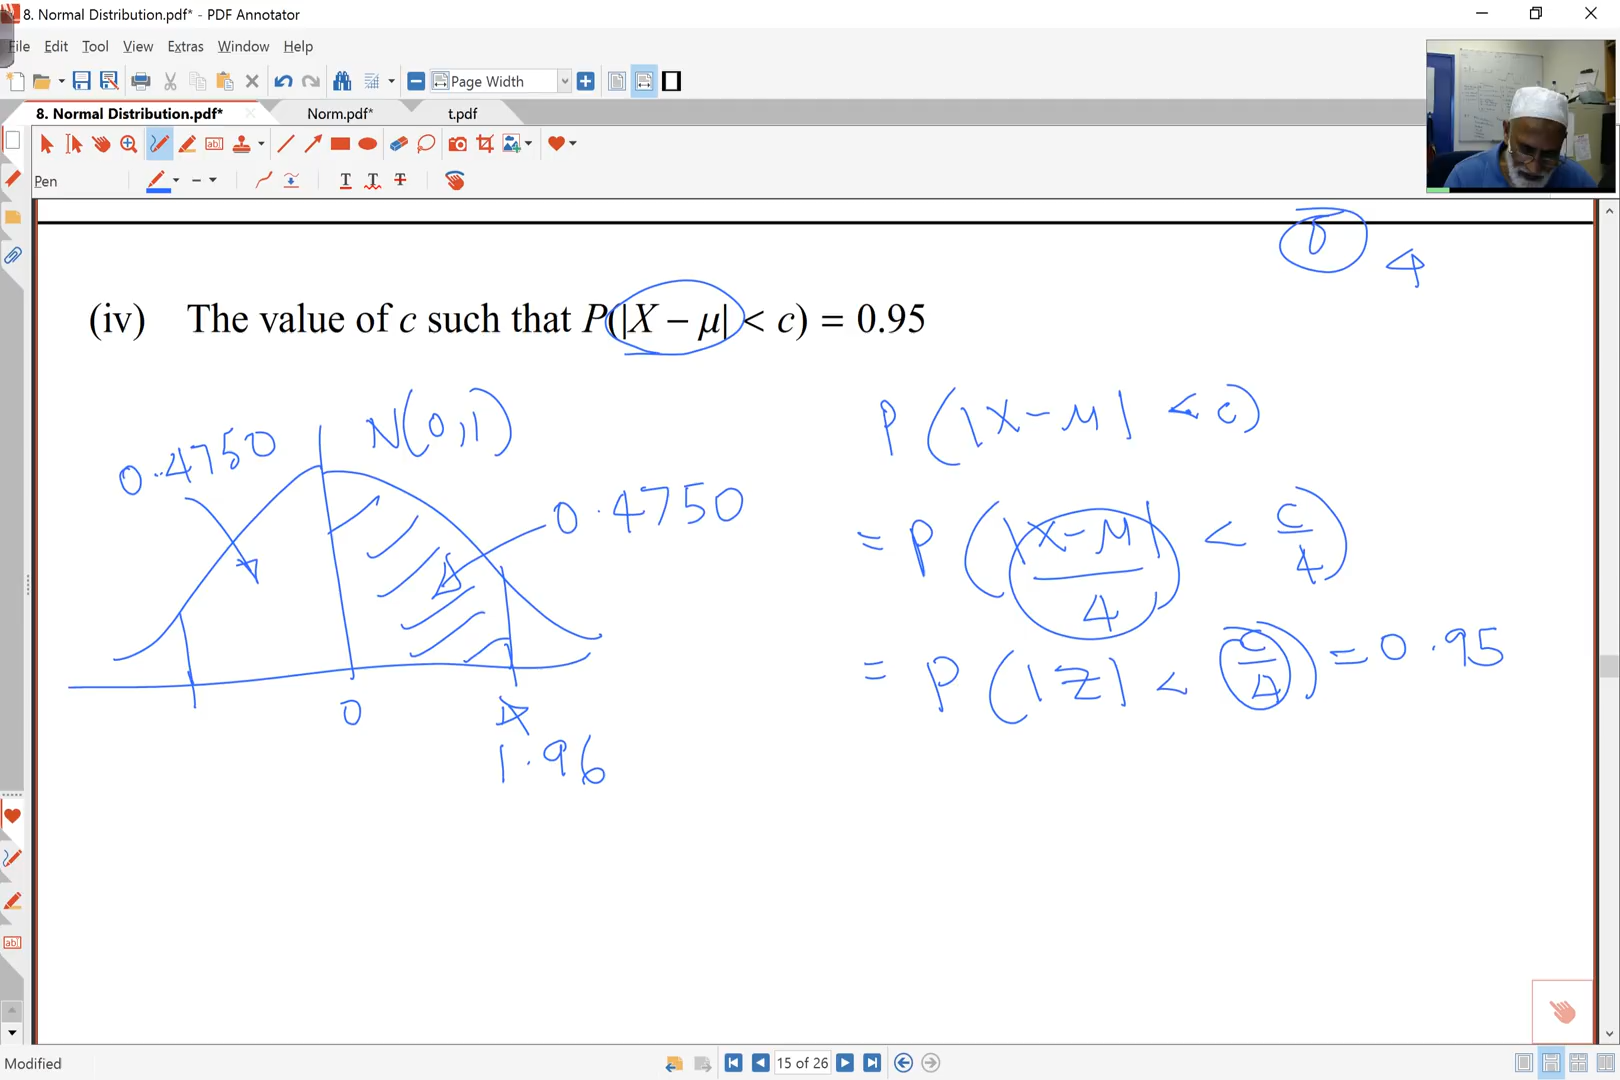 8. Normal Distribution.pdf* - PDF Annotator
File Edit Tool View Extras Window Help
Page Width
8. Normal Distribution.pdf* Norm.pdf* t.pdf
Pen
σ 4
(iv) The value of c such that P(|X − μ| < c) = 0.95
N(0,1)
0.4750
0.4750
0
1.96
P(|X − M| < c)
= P(|X − M|/4 < c/4)
= P(|Z| < c/4) = 0.95
Modified
15 of 26